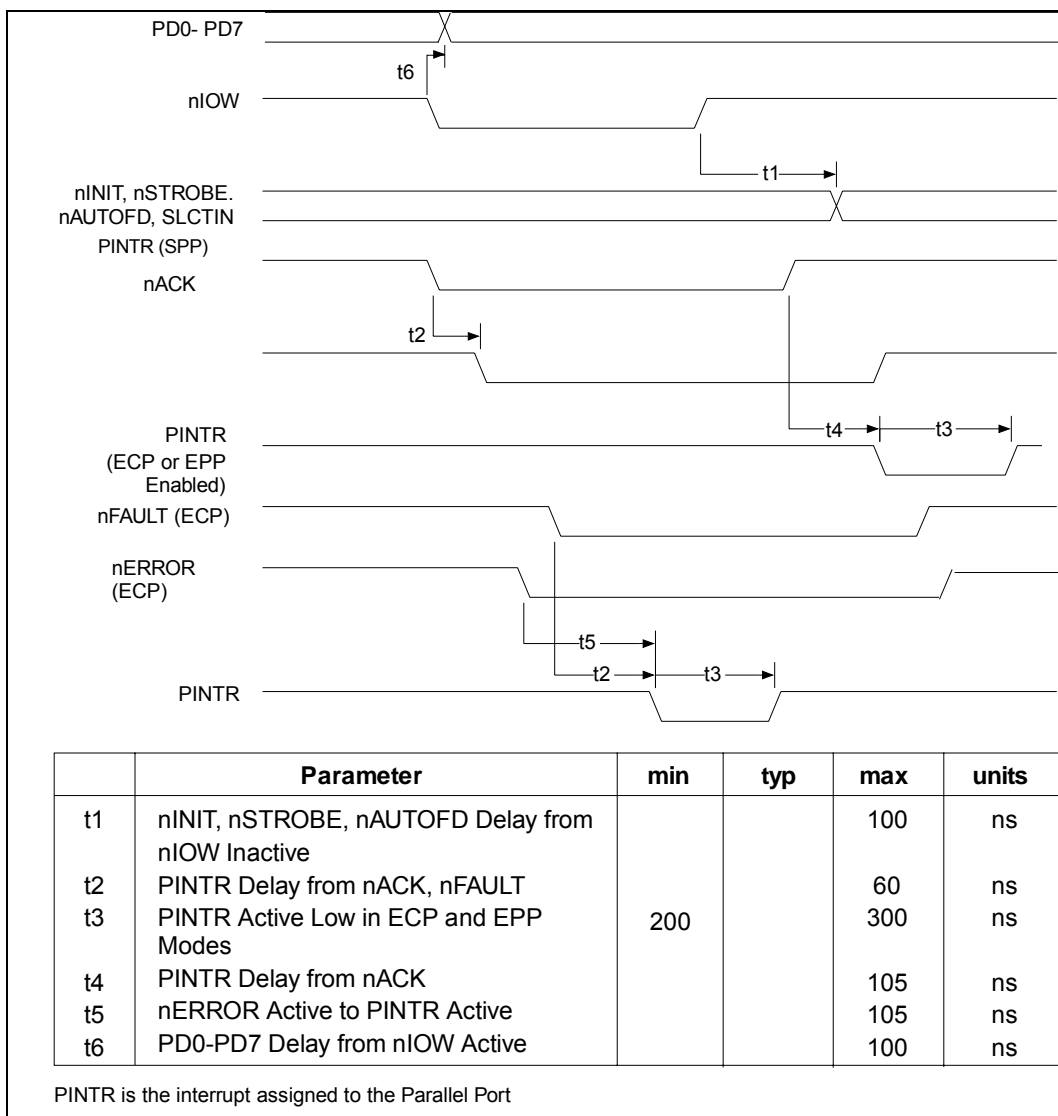 PD0- PD7
t6
nIOW
t1
nINIT, nSTROBE.
nAUTOFD, SLCTIN
PINTR (SPP)
nACK
t2
PINTR
(ECP or EPP
Enabled)
t4
t3
nFAULT (ECP)
nERROR
(ECP)
t5
t2
t3
PINTR
Parameter min typ max units
t1 nINIT, nSTROBE, nAUTOFD Delay from 100 ns
nIOW Inactive
t2 PINTR Delay from nACK, nFAULT 60 ns
t3 PINTR Active Low in ECP and EPP 200 300 ns
Modes
t4 PINTR Delay from nACK 105 ns
t5 nERROR Active to PINTR Active 105 ns
t6 PD0-PD7 Delay from nIOW Active 100 ns
PINTR is the interrupt assigned to the Parallel Port